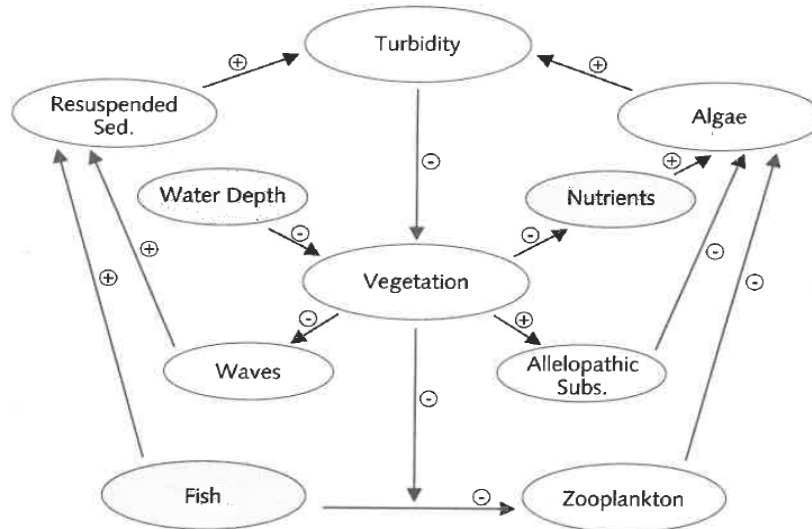 Turbidity
⊕
⊕
Resuspended
Sed.
Algae
⊖
⊕
Water Depth
Nutrients
⊖
⊖
⊕
⊕
⊖
⊖
Vegetation
⊖
⊕
Waves
Allelopathic
Subs.
⊖
Fish
⊖
Zooplankton